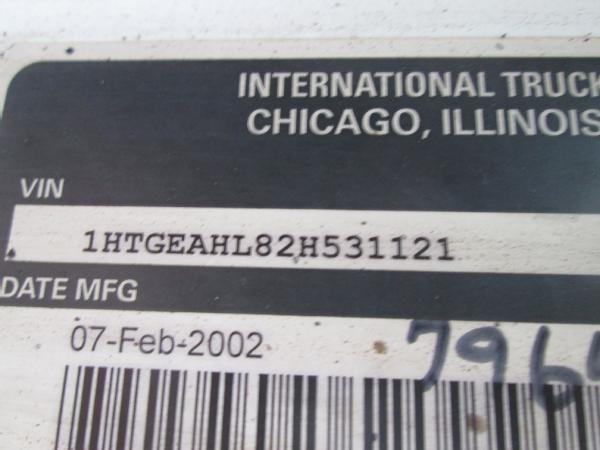 INTERNATIONAL TRUCK
CHICAGO, ILLINOIS
VIN
1HTGEAHL82H531121
DATE MFG
07-Feb-2002
796